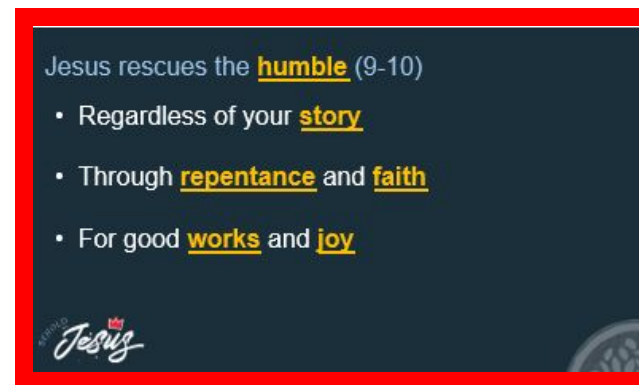 Jesus rescues the humble (9-10)
• Regardless of your story
• Through repentance and faith
• For good works and joy
BEHOLD
Jesus